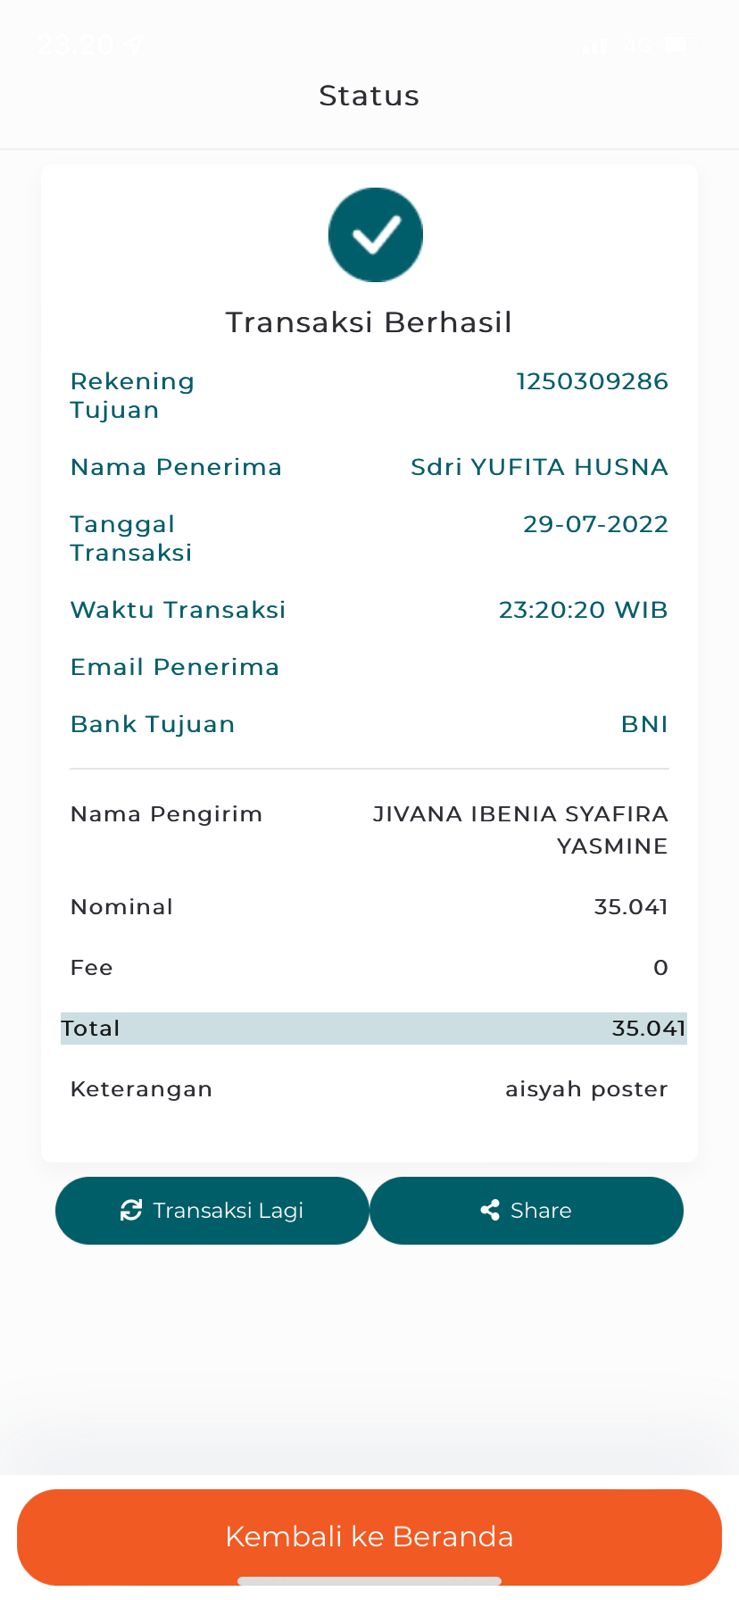 23:20
4G
Status
Transaksi Berhasil
Rekening Tujuan 1250309286
Nama Penerima Sdri YUFITA HUSNA
Tanggal Transaksi 29-07-2022
Waktu Transaksi 23:20:20 WIB
Email Penerima
Bank Tujuan BNI
Nama Pengirim JIVANA IBENIA SYAFIRA YASMINE
Nominal 35.041
Fee 0
Total 35.041
Keterangan aisyah poster
Transaksi Lagi
Share
Kembali ke Beranda